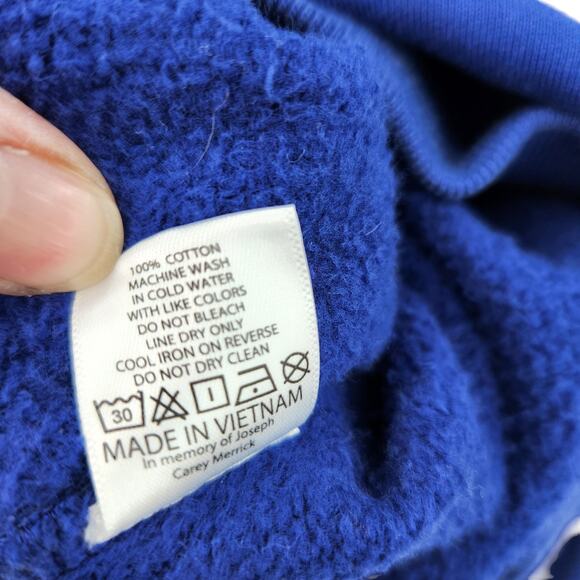 100% COTTON
MACHINE WASH
IN COLD WATER
WITH LIKE COLORS
DO NOT BLEACH
LINE DRY ONLY
COOL IRON ON REVERSE
DO NOT DRY CLEAN
30
MADE IN VIETNAM
In memory of Joseph
Carey Merrick